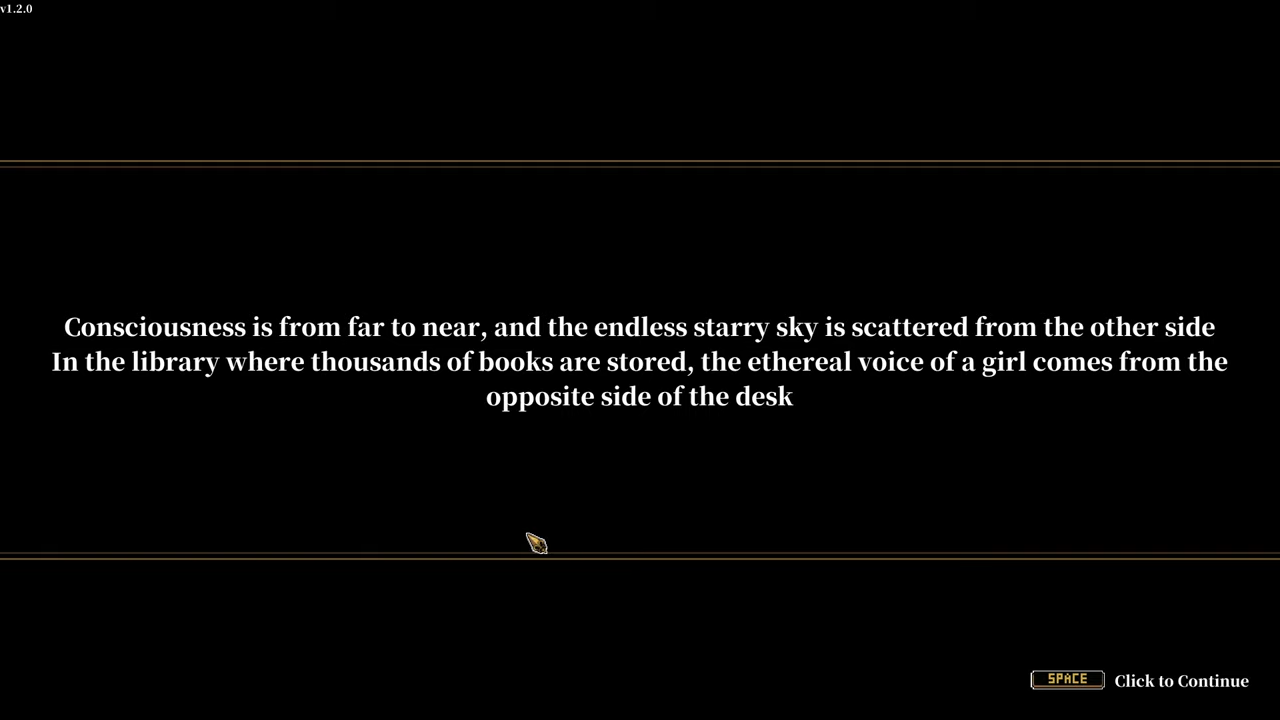 v1.2.0
Consciousness is from far to near, and the endless starry sky is scattered from the other side
In the library where thousands of books are stored, the ethereal voice of a girl comes from the
opposite side of the desk
SPACE Click to Continue